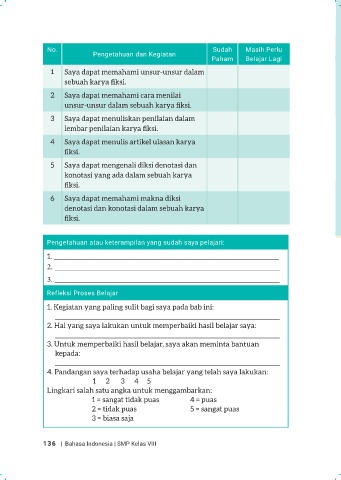 No.
Pengetahuan dan Kegiatan
Sudah Paham
Masih Perlu Belajar Lagi
1 Saya dapat memahami unsur-unsur dalam
sebuah karya fiksi.
2 Saya dapat memahami cara menilai
unsur-unsur dalam sebuah karya fiksi.
3 Saya dapat menuliskan penilaian dalam
lembar penilaian karya fiksi.
4 Saya dapat menulis artikel ulasan karya
fiksi.
5 Saya dapat mengenali diksi denotasi dan
konotasi yang ada dalam sebuah karya
fiksi.
6 Saya dapat memahami makna diksi
denotasi dan konotasi dalam sebuah karya
fiksi.
Pengetahuan atau keterampilan yang sudah saya pelajari:
1.
2.
3.
Refleksi Proses Belajar
1. Kegiatan yang paling sulit bagi saya pada bab ini:
2. Hal yang saya lakukan untuk memperbaiki hasil belajar saya:
3. Untuk memperbaiki hasil belajar, saya akan meminta bantuan
kepada:
4. Pandangan saya terhadap usaha belajar yang telah saya lakukan:
1 2 3 4 5
Lingkari salah satu angka untuk menggambarkan:
1 = sangat tidak puas 4 = puas
2 = tidak puas 5 = sangat puas
3 = biasa saja
136 | Bahasa Indonesia | SMP Kelas VIII